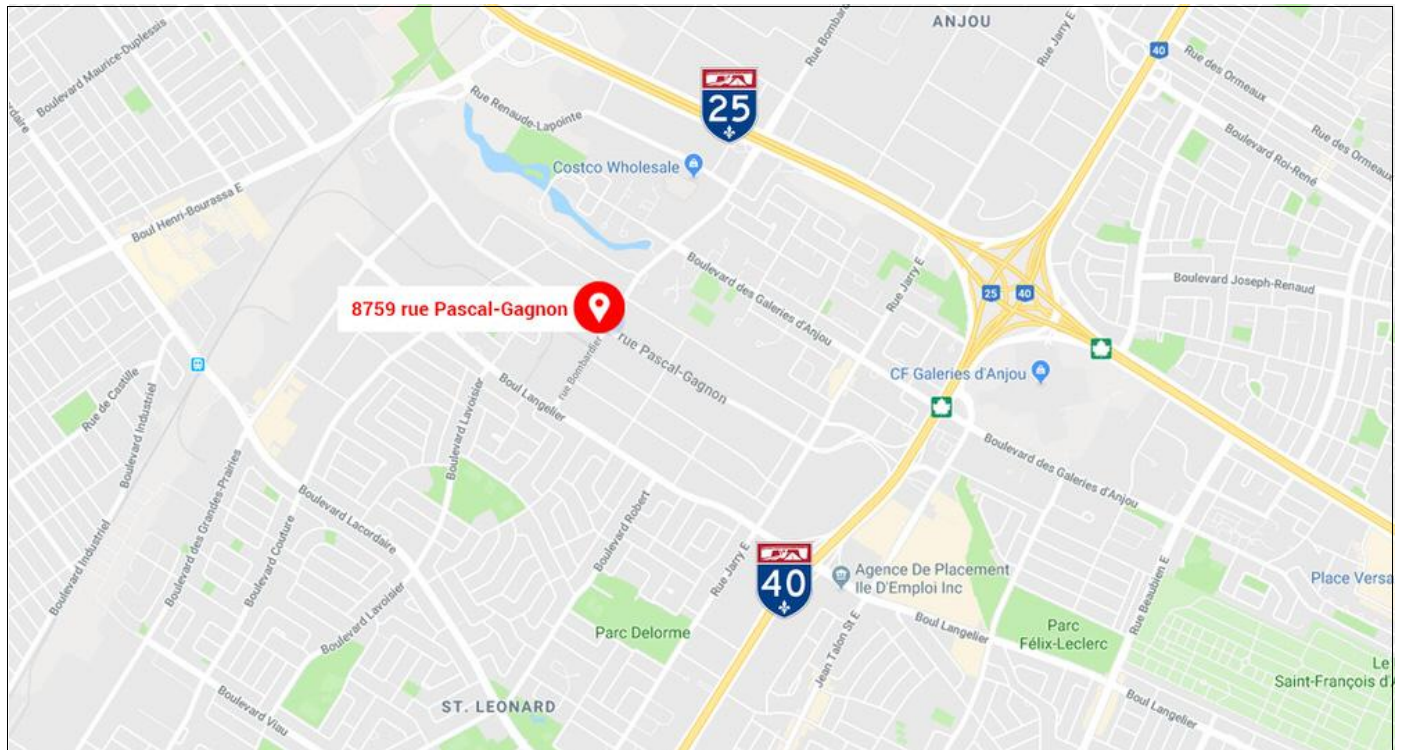 ANJOU
Rue Bombard
Rue Jarry E
40
Rue des Ormeaux
Boulevard Maurice-Duplessis
daire
25
Rue Renaude-Lapointe
Costco Wholesale
Rue des Ormeaux
Boulevard Roi-René
Boul Henri-Bourassa E
Boulevard des Galeries d'Anjou
Rue Jarry E
Boulevard Joseph-Renaud
25
40
8759 rue Pascal-Gagnon
rue Pascal-Gagnon
rue Bombardier
CF Galeries d'Anjou
Rue de Castille
Boulevard Industriel
Boulevard Lavoisier
Boul Langelier
Boulevard des Galeries d'Anjou
Boulevard des Grandes-Prairies
Boulevard Couture
Boulevard Lacordaire
Boulevard Robert
Rue Jarry E
Boulevard Industriel
40
Agence De Placement
Ile D'Emploi Inc
Place Versa
Rue Beaubien E
Boulevard Lavoisier
Parc Delorme
Jean Talon St E
Boul Langelier
Parc
Félix-Leclerc
Le
Saint-François d'
Boulevard Viau
ST. LEONARD
Boul Langelier